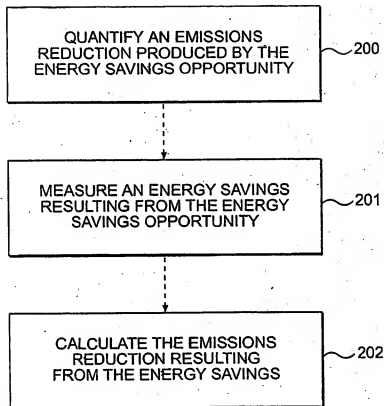 QUANTIFY AN EMISSIONS
REDUCTION PRODUCED BY THE
ENERGY SAVINGS OPPORTUNITY
200
MEASURE AN ENERGY SAVINGS
RESULTING FROM THE ENERGY
SAVINGS OPPORTUNITY
201
CALCULATE THE EMISSIONS
REDUCTION RESULTING
FROM THE ENERGY SAVINGS
202